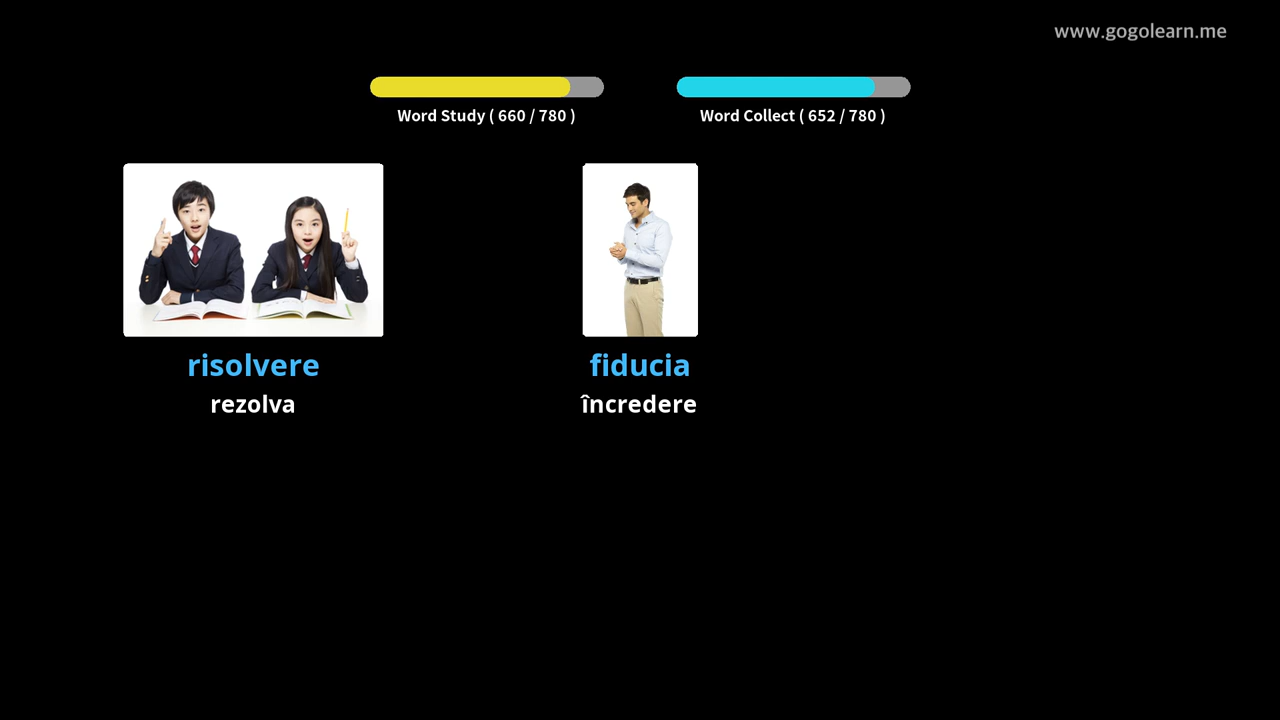 www.gogolearn.me
Word Study ( 660 / 780 )
Word Collect ( 652 / 780 )
risolvere
rezolva
fiducia
încredere